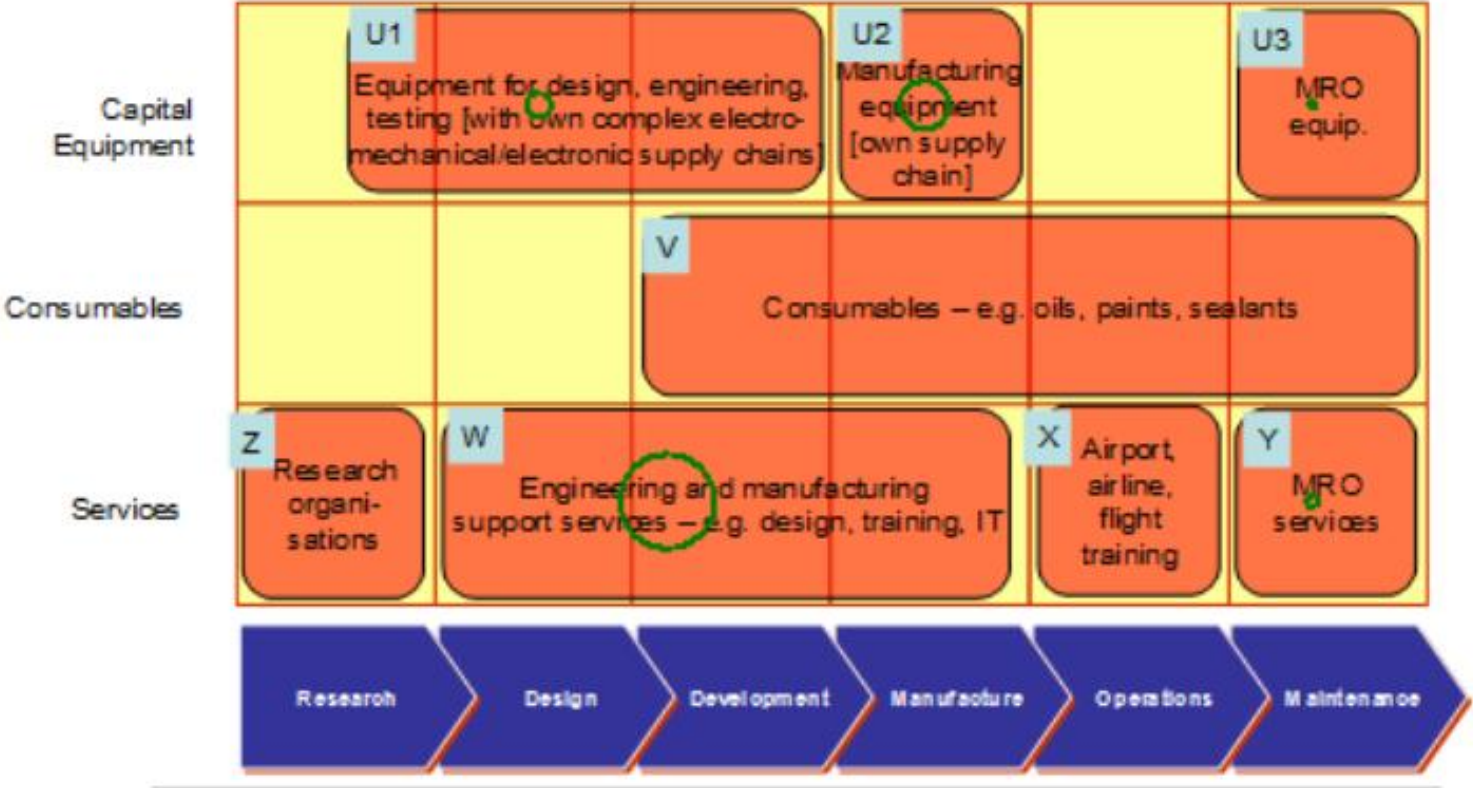 U1
Equipment for design, engineering,
testing [with own complex electro-
mechanical/electronic supply chains]
U2
Manufacturing
equipment
[own supply
chain]
U3
MRO
equip.
Capital
Equipment
V
Consumables – e.g. oils, paints, sealants
Consumables
Z
Research
organi-
sations
W
Engineering and manufacturing
support services – e.g. design, training, IT
X
Airport,
airline,
flight
training
Y
MRO
services
Services
Research
Design
Development
Manufacture
Operations
Maintenance